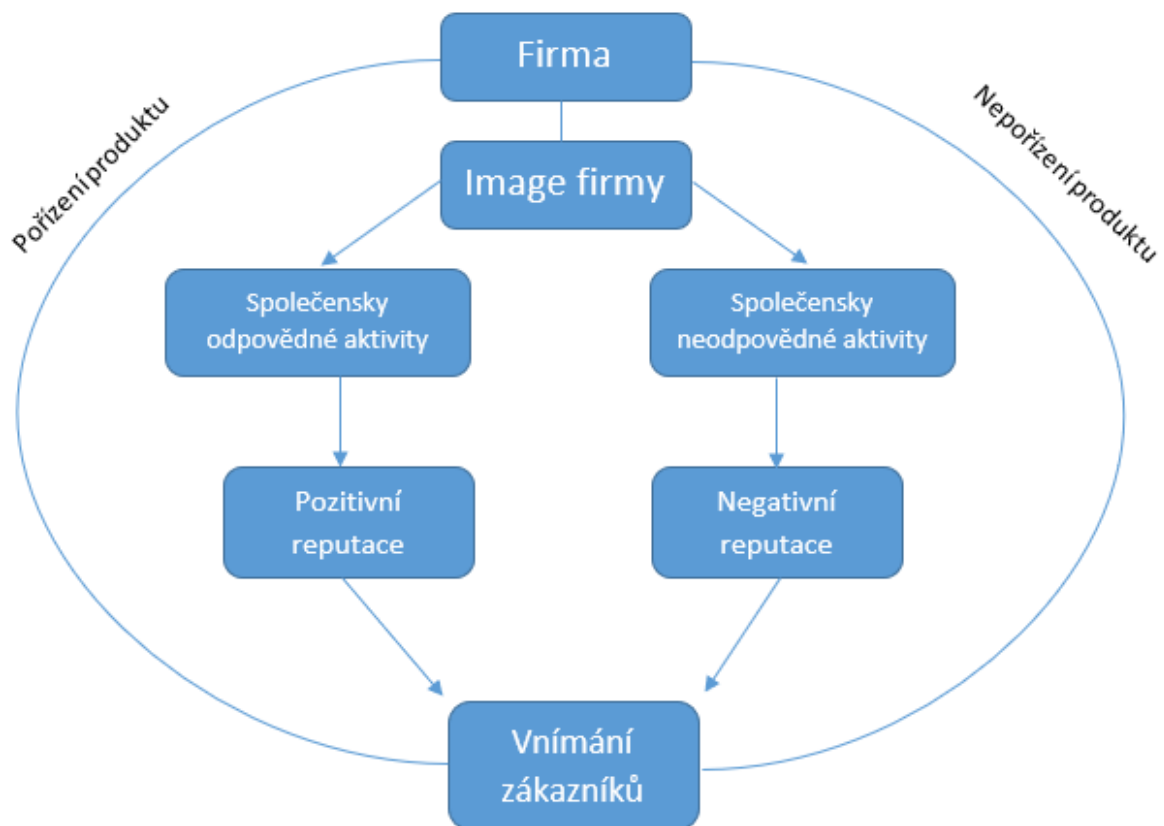 Firma
Pořízení produktu
Nepořízení produktu
Image firmy
Společensky
odpovědné aktivity
Společensky
neodpovědné aktivity
Pozitivní
reputace
Negativní
reputace
Vnímání
zákazníků